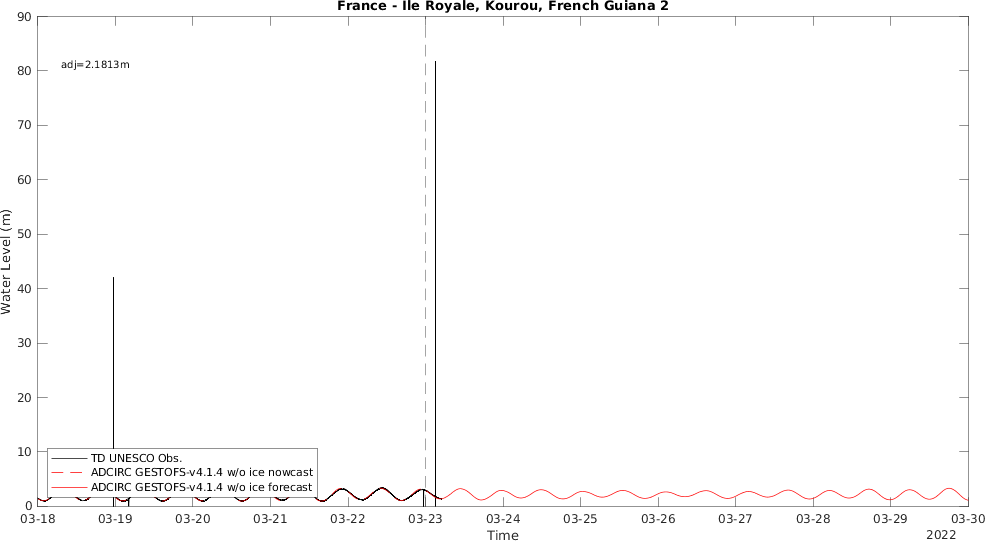 France - Ile Royale, Kourou, French Guiana 2
90
80
70
60
50
40
30
20
10
0
Water Level (m)
adj=2.1813m
TD UNESCO Obs.
ADCIRC GESTOFS-v4.1.4 w/o ice nowcast
ADCIRC GESTOFS-v4.1.4 w/o ice forecast
03-18 03-19 03-20 03-21 03-22 03-23 03-24 03-25 03-26 03-27 03-28 03-29 03-30
Time
2022